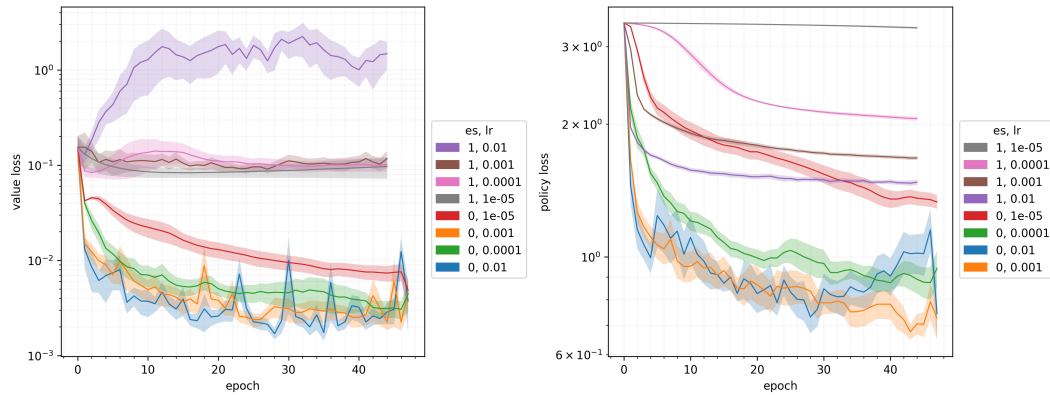 value loss
10⁰
10⁻¹
10⁻²
10⁻³
0
10
20
30
40
epoch
es, lr
1, 0.01
1, 0.001
1, 0.0001
1, 1e-05
0, 1e-05
0, 0.001
0, 0.0001
0, 0.01
policy loss
3 × 10⁰
2 × 10⁰
10⁰
6 × 10⁻¹
0
10
20
30
40
epoch
es, lr
1, 1e-05
1, 0.0001
1, 0.001
1, 0.01
0, 1e-05
0, 0.0001
0, 0.01
0, 0.001